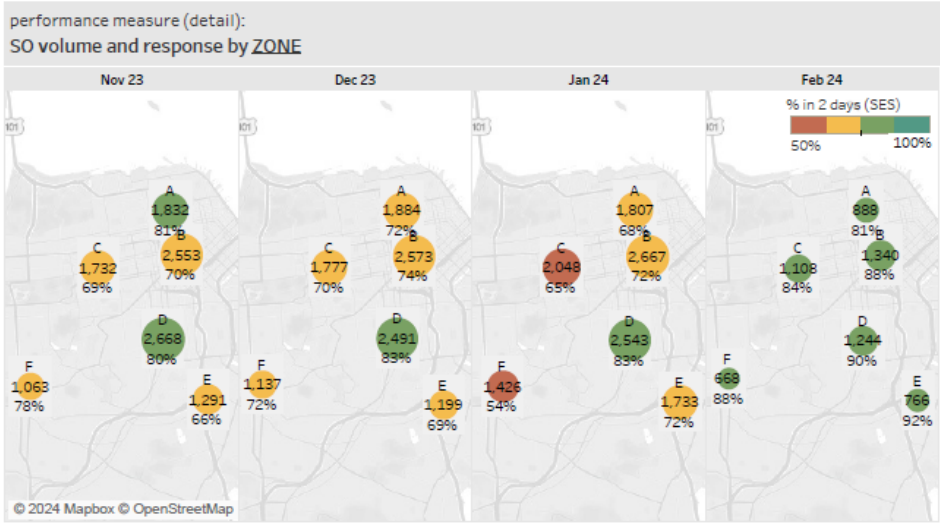 performance measure (detail):
SO volume and response by ZONE
Nov 23
Dec 23
Jan 24
Feb 24
101
A
1,832
81%
B
2,553
70%
C
1,732
69%
D
2,668
80%
F
1,063
78%
E
1,291
66%
© 2024 Mapbox © OpenStreetMap
101
A
1,884
72%
B
2,573
74%
C
1,777
70%
D
2,491
83%
F
1,137
72%
E
1,199
69%
101
A
1,807
68%
B
2,667
72%
C
2,048
65%
D
2,543
83%
F
1,426
54%
E
1,733
72%
% in 2 days (SES)
50%
100%
101
A
888
81%
B
1,340
88%
C
1,108
84%
D
1,244
90%
F
668
88%
E
766
92%